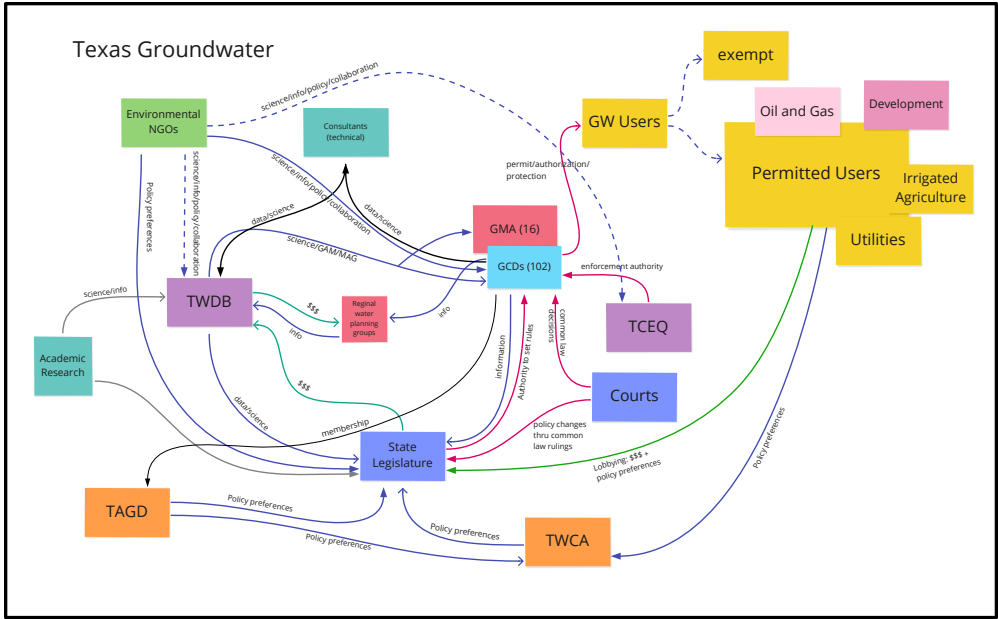 Texas Groundwater
exempt
Oil and Gas
Development
Environmental
NGOs
science/info/policy/collaboration
Consultants
(technical)
GW Users
Permitted Users
Irrigated
Agriculture
Utilities
permit/authorization/
protection
Policy preferences
science/info/policy/collaboration
science/info/policy/collaboration
data/science
data/science
GMA (16)
science/GAM/MAG
GCDs (102)
enforcement authority
science/info
TWDB
$$$
info
Reginal
water
planning
groups
info
TCEQ
Academic
Research
$$$
information
Authority to set rules
common law
decisions
Courts
data/science
membership
State
Legislature
policy changes
thru common
law rulings
Lobbying: $$$ +
policy preferences
Policy preferences
TAGD
Policy preferences
Policy preferences
Policy preferences
TWCA